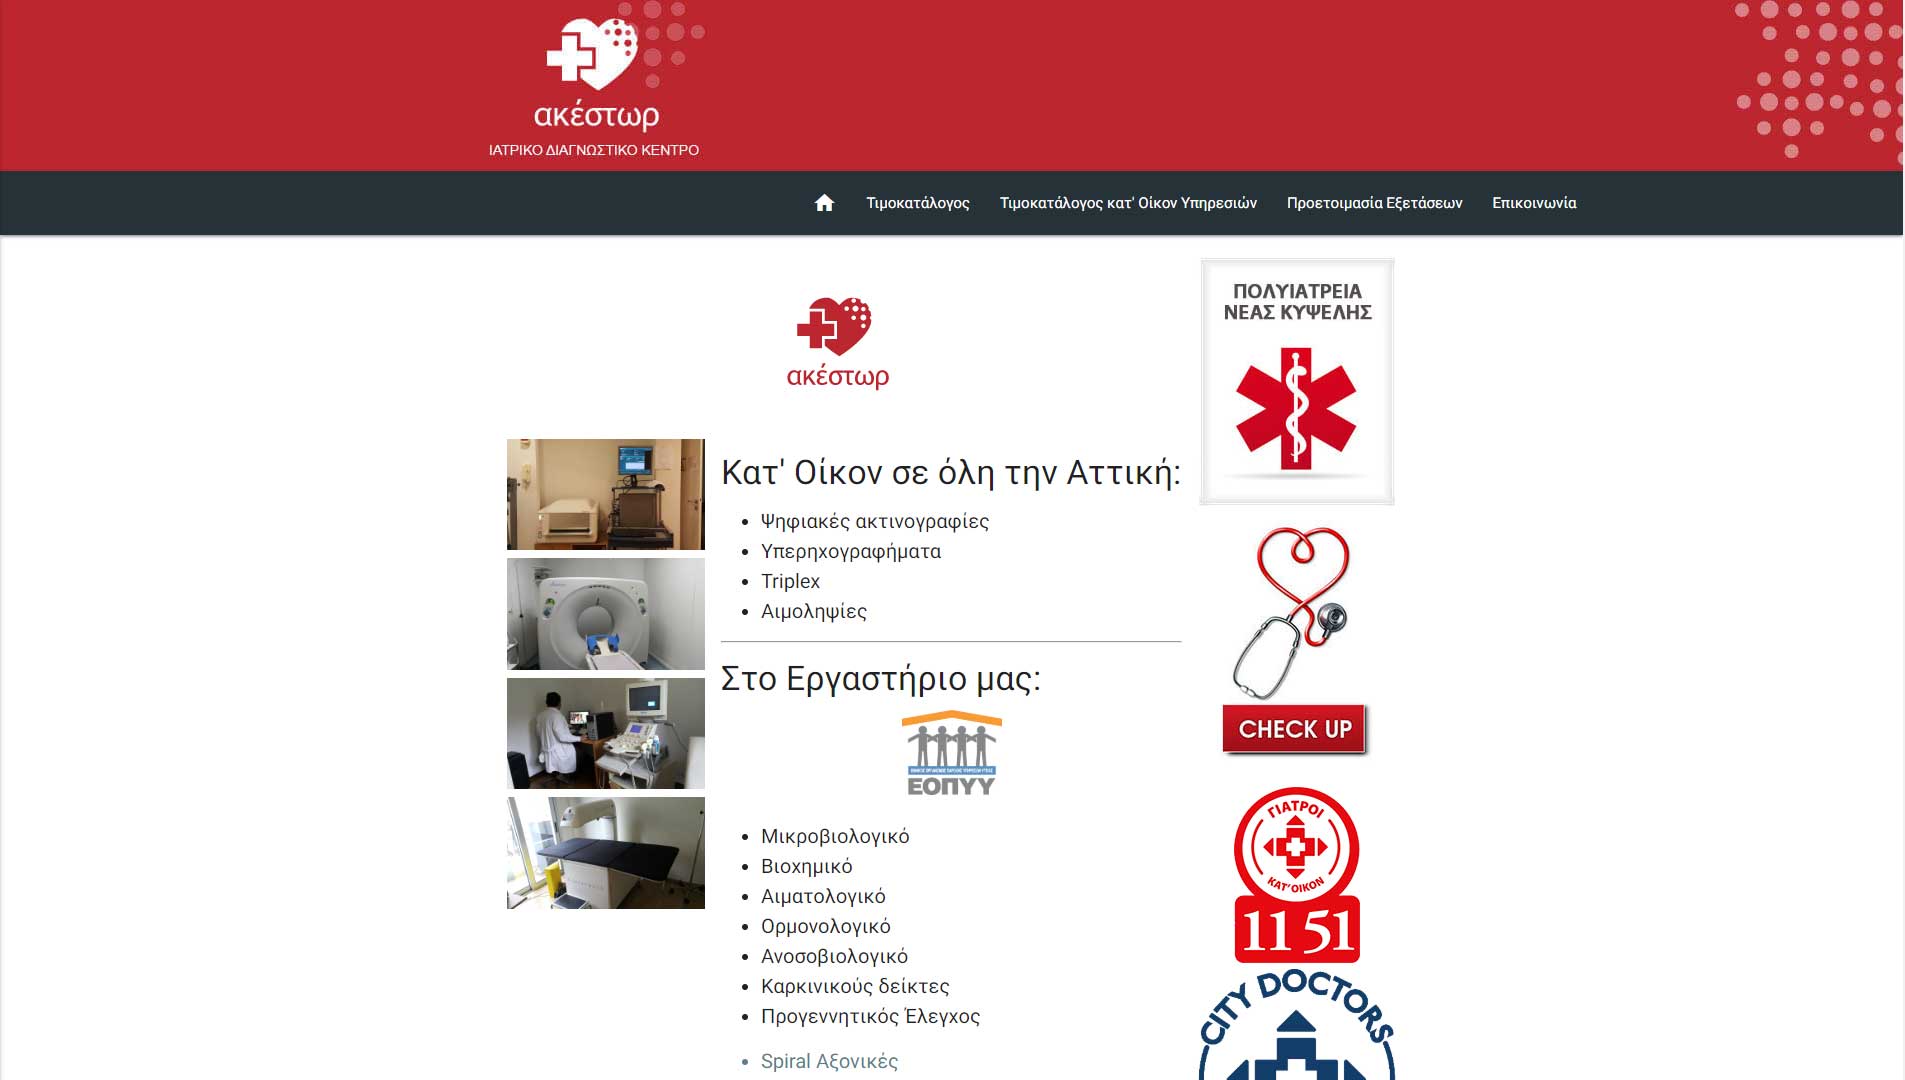 ακέστωρ
ΙΑΤΡΙΚΟ ΔΙΑΓΝΩΣΤΙΚΟ ΚΕΝΤΡΟ
Τιμοκατάλογος
Τιμοκατάλογος κατ' Οίκον Υπηρεσιών
Προετοιμασία Εξετάσεων
Επικοινωνία
ακέστωρ
Κατ' Οίκον σε όλη την Αττική:
Ψηφιακές ακτινογραφίες
Υπερηχογραφήματα
Triplex
Αιμοληψίες
Στο Εργαστήριο μας:
ΕΟΠΥΥ
Μικροβιολογικό
Βιοχημικό
Αιματολογικό
Ορμονολογικό
Ανοσοβιολογικό
Καρκινικούς δείκτες
Προγεννητικός Έλεγχος
Spiral Αξονικές
ΠΟΛΥΙΑΤΡΕΙΑ
ΝΕΑΣ ΚΥΨΕΛΗΣ
CHECK UP
ΓΙΑΤΡΟΙ
ΚΑΤ'ΟΙΚΟΝ
11 51
CITY DOCTORS